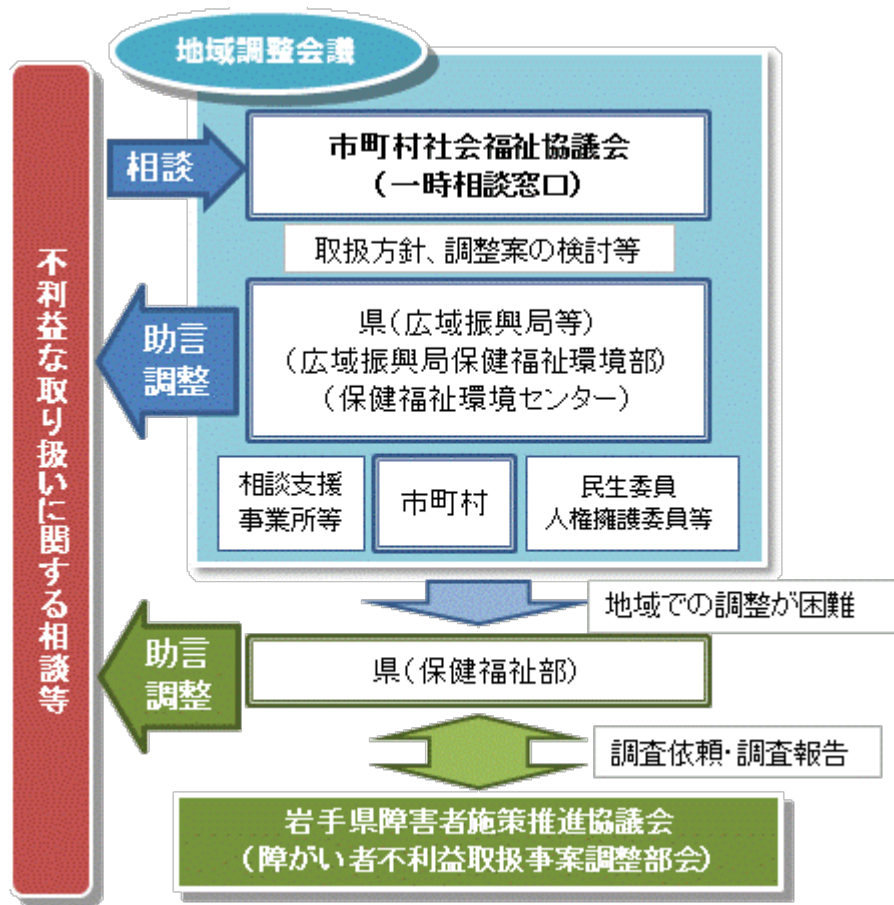 地域調整会議
不利益な取り扱いに関する相談等
相談
市町村社会福祉協議会
（一時相談窓口）
取扱方針、調整案の検討等
助言
調整
県（広域振興局等）
（広域振興局保健福祉環境部）
（保健福祉環境センター）
相談支援
事業所等
市町村
民生委員
人権擁護委員等
地域での調整が困難
助言
調整
県（保健福祉部）
調査依頼・調査報告
岩手県障害者施策推進協議会
（障がい者不利益取扱事案調整部会）